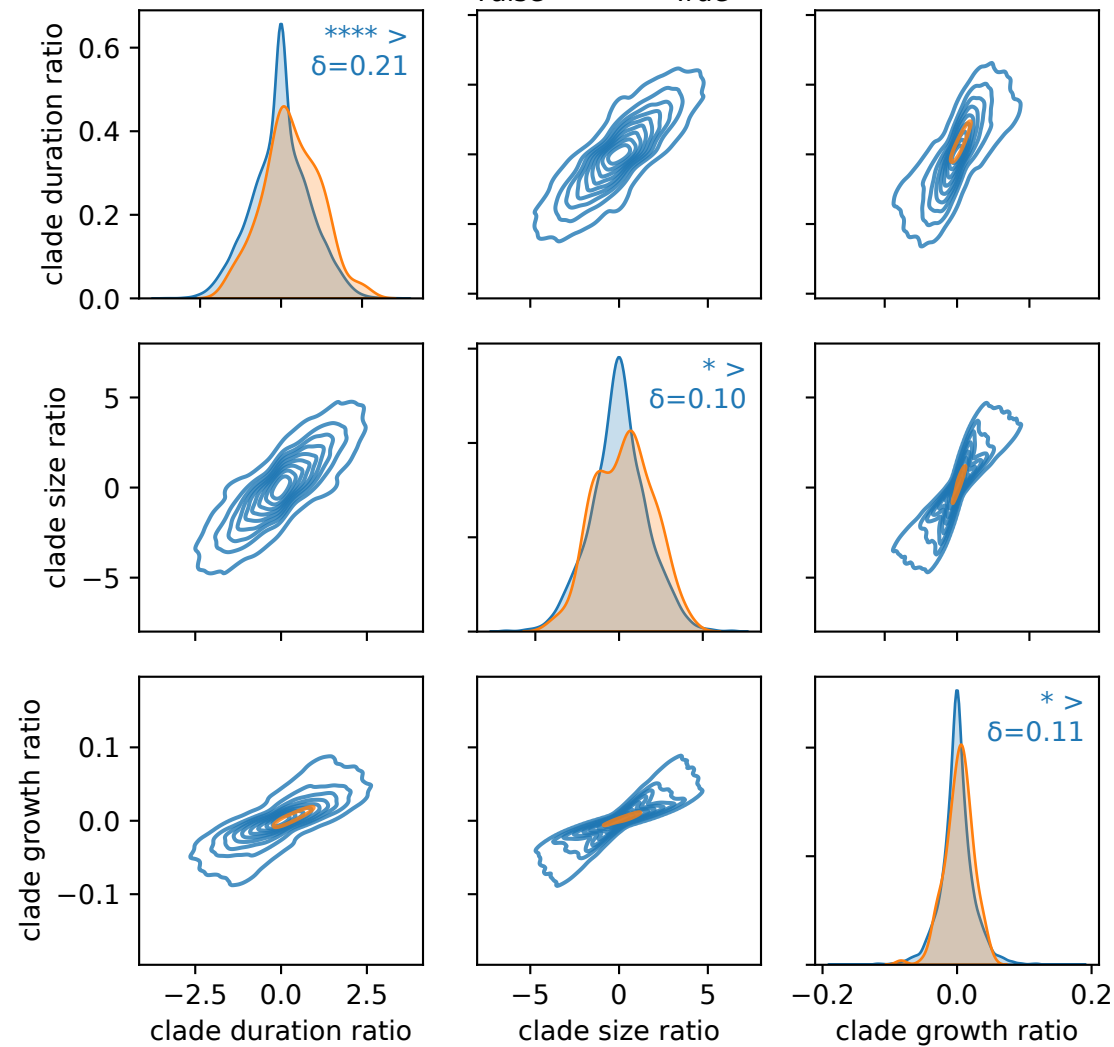 0.6
0.4
0.2
0.0
clade duration ratio
**** >
δ=0.21
5
0
−5
clade size ratio
* >
δ=0.10
0.1
0.0
−0.1
clade growth ratio
* >
δ=0.11
−2.5 0.0 2.5
−5 0 5
−0.2 0.0 0.2
clade duration ratio
clade size ratio
clade growth ratio